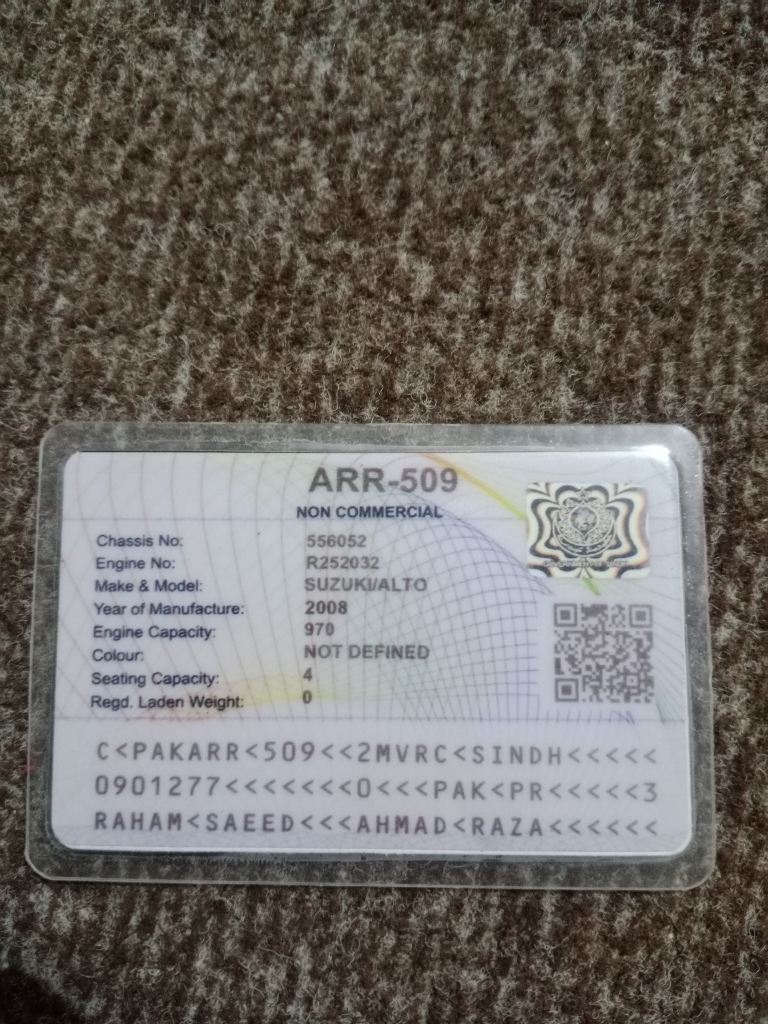 ARR-509
NON COMMERCIAL
Chassis No: 556052
Engine No: R252032
Make & Model: SUZUKI/ALTO
Year of Manufacture: 2008
Engine Capacity: 970
Colour: NOT DEFINED
Seating Capacity: 4
Regd. Laden Weight: 0
C<PAKARR<509<<2MVRC<SINDH<<<<<
0901277<<<<<<<0<<<PAK<PR<<<<<3
RAHAM<SAEED<<<AHMAD<RAZA<<<<<<